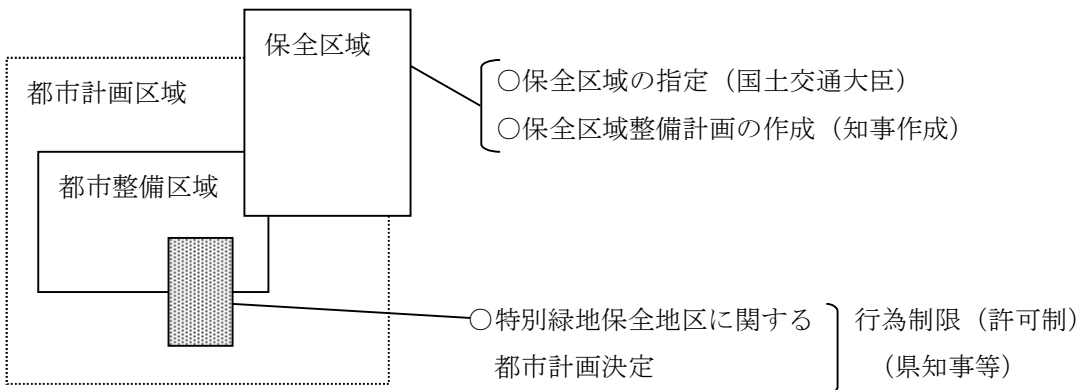 保全区域
都市計画区域
○保全区域の指定(国土交通大臣)
○保全区域整備計画の作成(知事作成)
都市整備区域
○特別緑地保全地区に関する
都市計画決定
行為制限(許可制)
(県知事等)